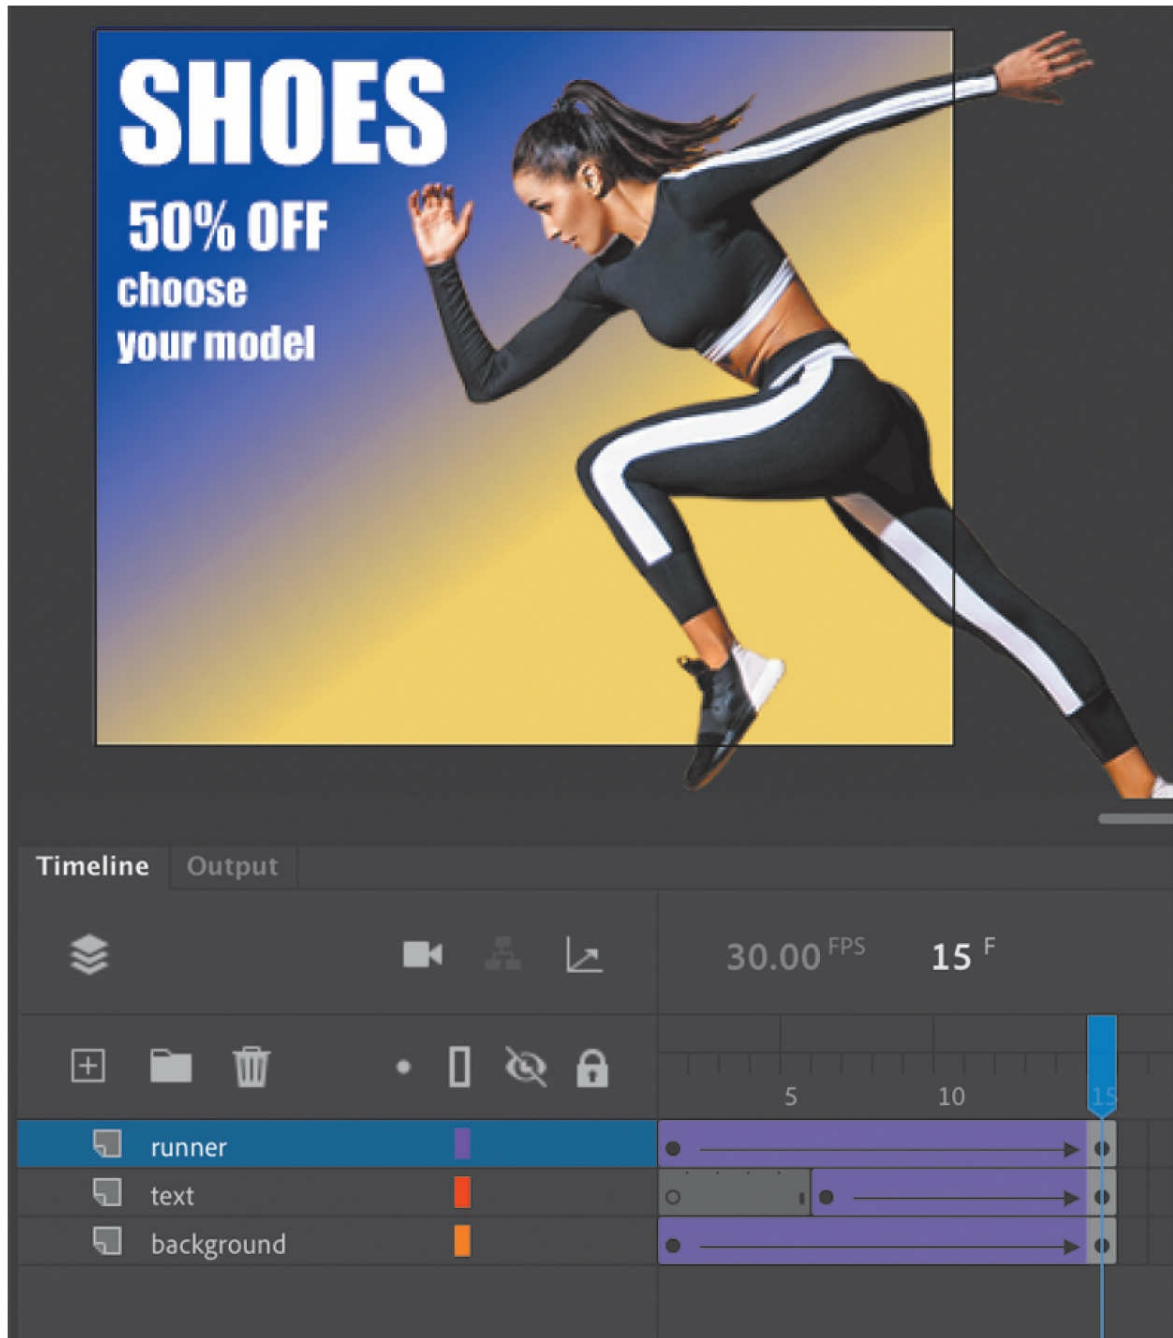 SHOES
50% OFF
choose
your model
Timeline Output
30.00 FPS 15 F
5 10 15
runner
text
background